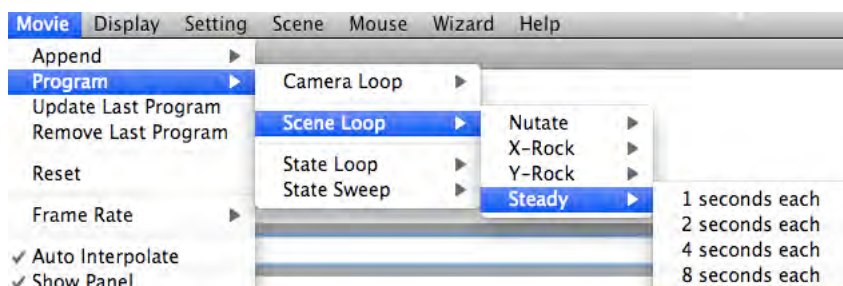 Movie Display Setting Scene Mouse Wizard Help
Append
Program
Update Last Program
Remove Last Program
Reset
Frame Rate
✓ Auto Interpolate
✓ Show Panel
Camera Loop
Scene Loop
State Loop
State Sweep
Nutate
X-Rock
Y-Rock
Steady
1 seconds each
2 seconds each
4 seconds each
8 seconds each